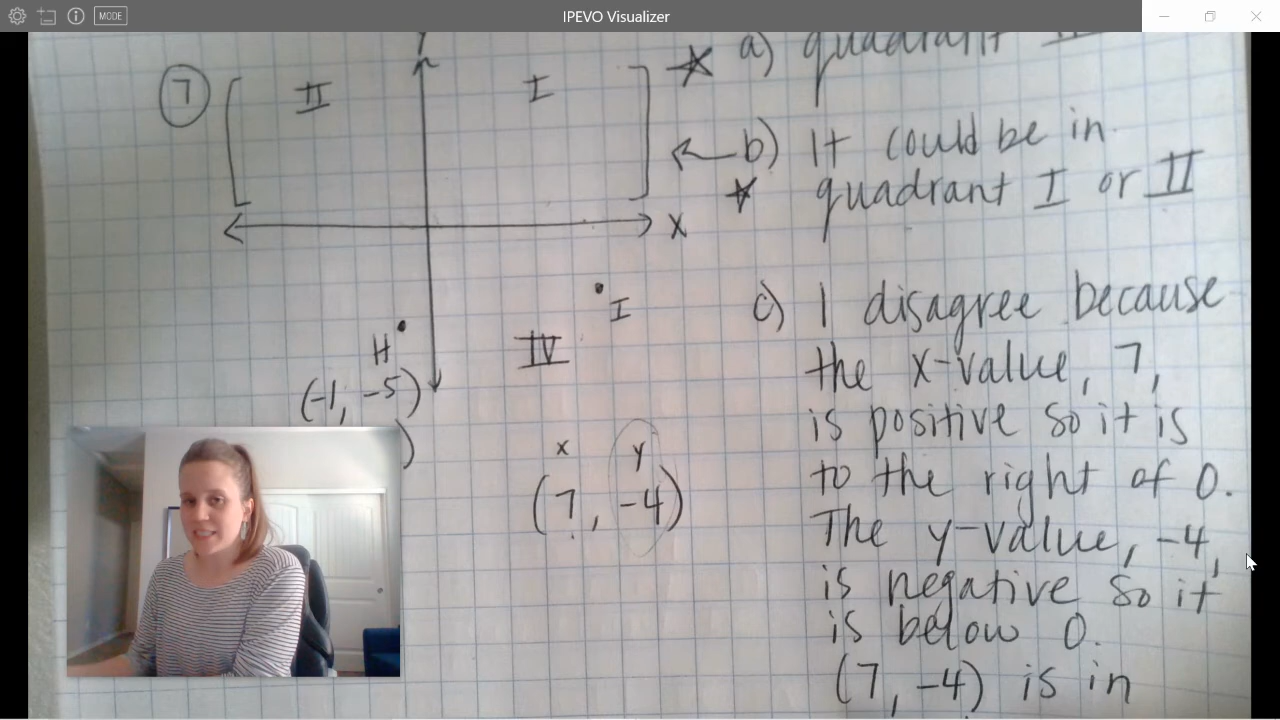 MODE
IPEVO Visualizer
Y
7
II
I
a) quadrant
b) It could be in
quadrant I or II
X
I
H
IV
(-1, -5)
)
x y
(7, -4)
c) I disagree because
the x-value, 7,
is positive so it is
to the right of 0.
The y-value, -4,
is negative so it
is below 0.
(7, -4) is in